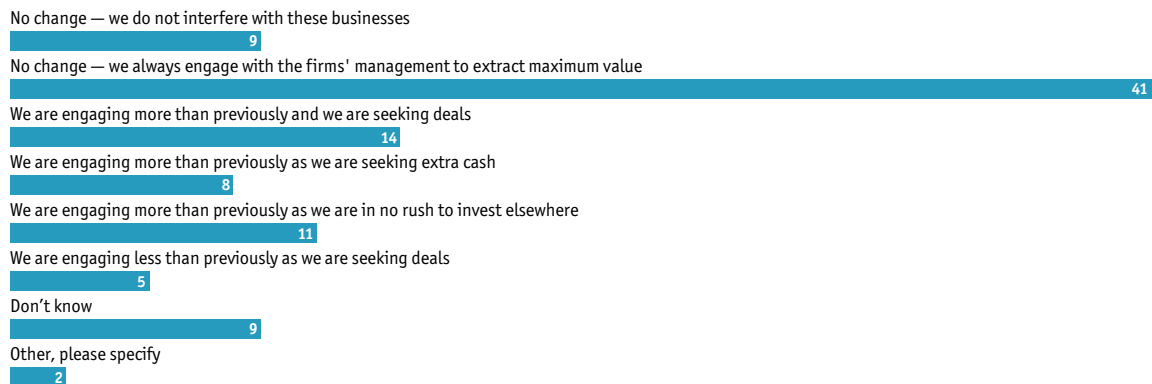 No change — we do not interfere with these businesses
9
No change — we always engage with the firms' management to extract maximum value
41
We are engaging more than previously and we are seeking deals
14
We are engaging more than previously as we are seeking extra cash
8
We are engaging more than previously as we are in no rush to invest elsewhere
11
We are engaging less than previously as we are seeking deals
5
Don’t know
9
Other, please specify
2